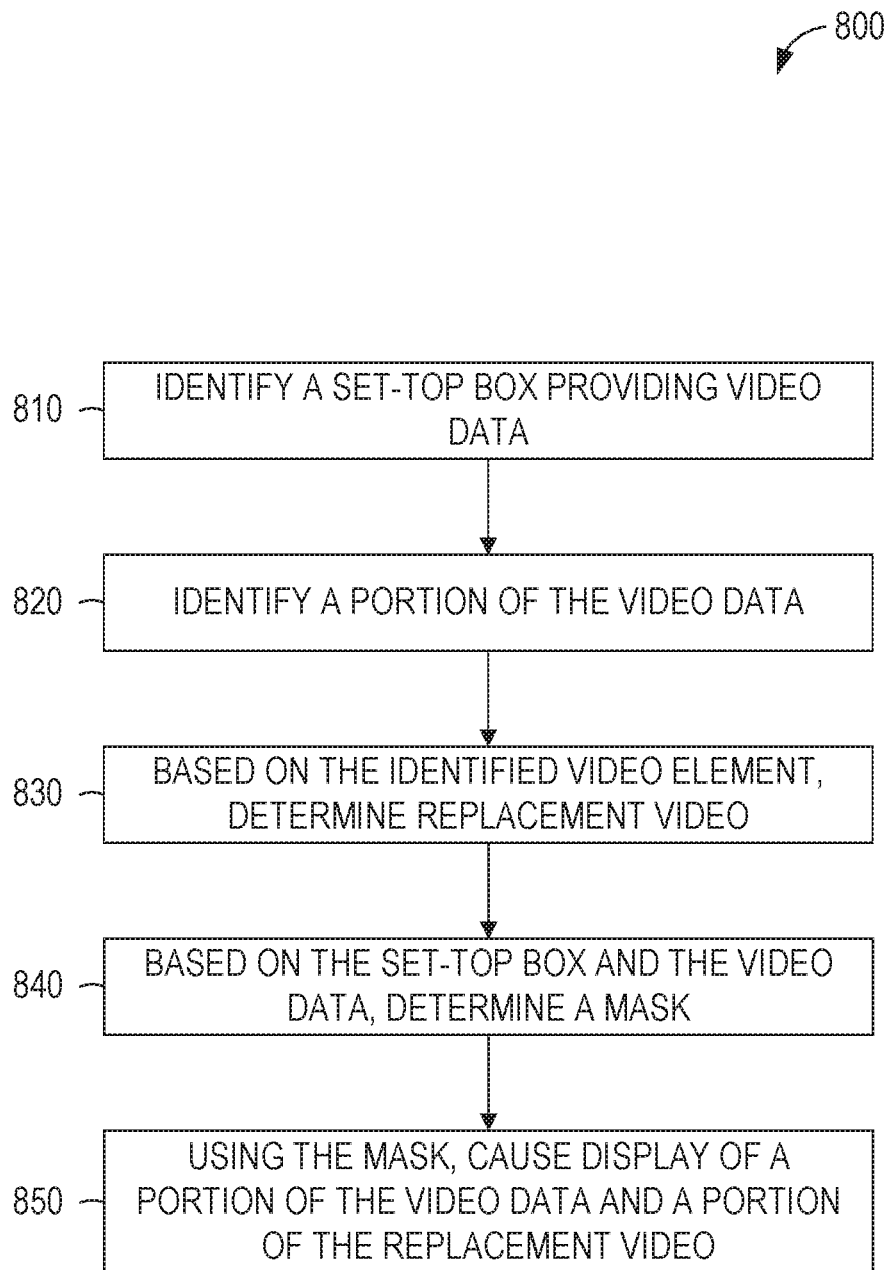 800
810
IDENTIFY A SET-TOP BOX PROVIDING VIDEO
DATA
820
IDENTIFY A PORTION OF THE VIDEO DATA
830
BASED ON THE IDENTIFIED VIDEO ELEMENT,
DETERMINE REPLACEMENT VIDEO
840
BASED ON THE SET-TOP BOX AND THE VIDEO
DATA, DETERMINE A MASK
850
USING THE MASK, CAUSE DISPLAY OF A
PORTION OF THE VIDEO DATA AND A PORTION
OF THE REPLACEMENT VIDEO